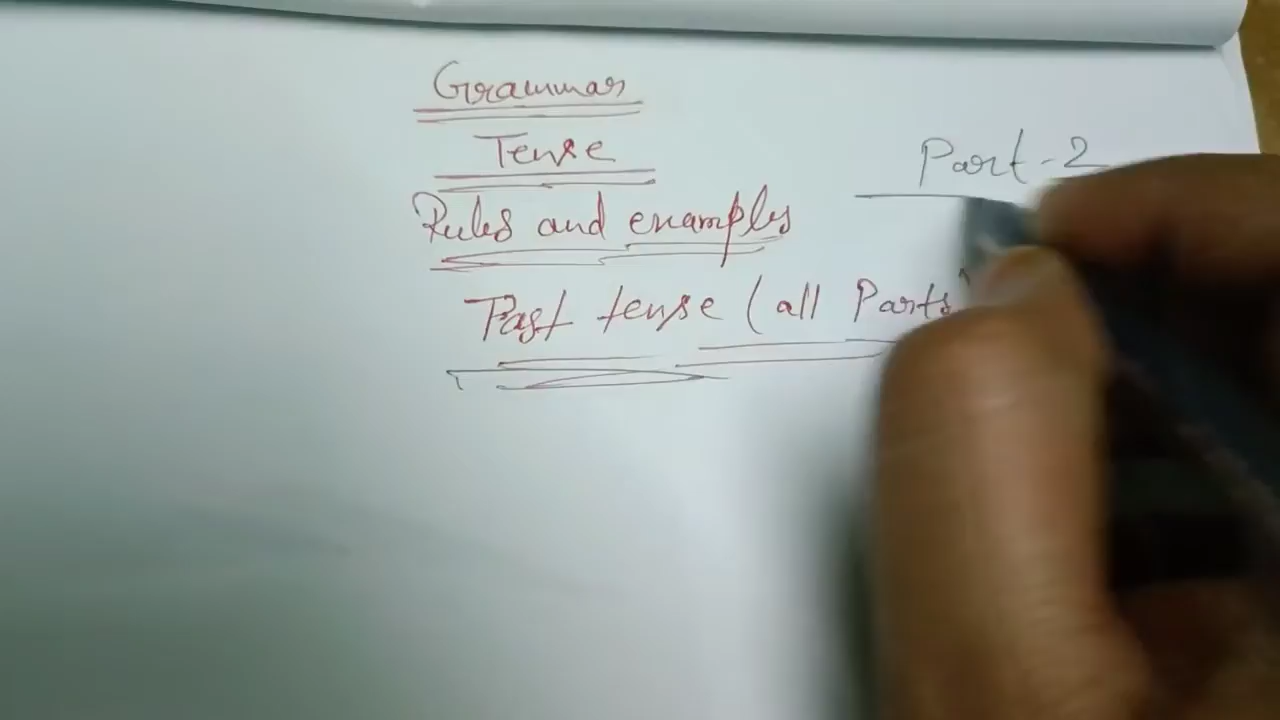 Grammar
Tense
Part-2
Rules and examples
Past tense (all Parts)